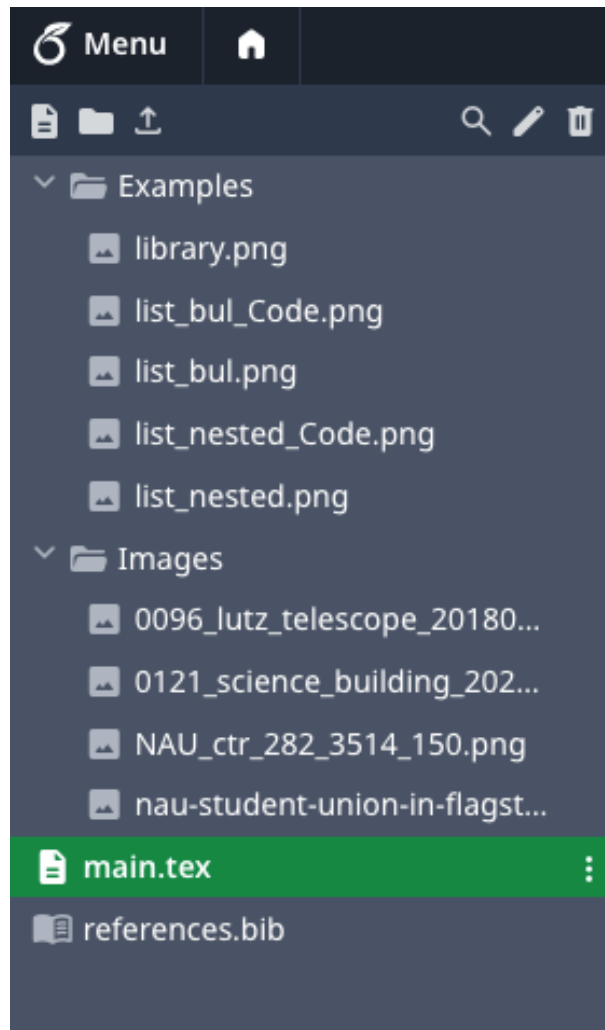 Menu
Examples
library.png
list_bul_Code.png
list_bul.png
list_nested_Code.png
list_nested.png
Images
0096_lutz_telescope_20180...
0121_science_building_202...
NAU_ctr_282_3514_150.png
nau-student-union-in-flagst...
main.tex
references.bib